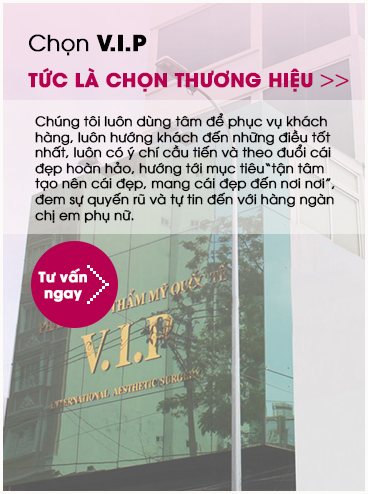 Chọn V.I.P
TỨC LÀ CHỌN THƯƠNG HIỆU >>
Chúng tôi luôn dùng tâm để phục vụ khách
hàng, luôn hướng khách đến những điều tốt
nhất, luôn có ý chí cầu tiến và theo đuổi cái
đẹp hoàn hảo, hướng tới mục tiêu“tận tâm
tạo nên cái đẹp, mang cái đẹp đến nơi nơi”,
đem sự quyến rũ và tự tin đến với hàng ngàn
chị em phụ nữ.
Tư vấn
ngay
THẨM MỸ QUỐC TẾ
V.I.P
INTERNATIONAL AESTHETIC SURGERY